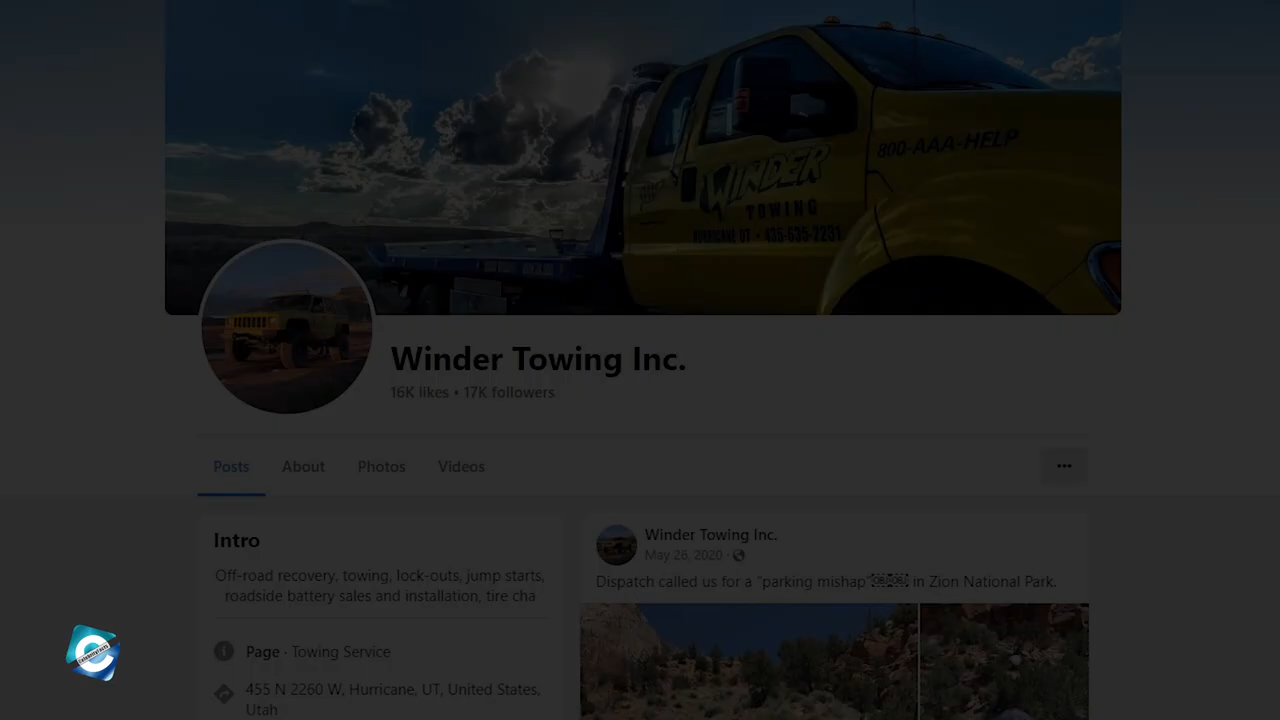 800-AAA-HELP
WINDER
TOWING
HURRICANE UT • 435-635-2231
Winder Towing Inc.
16K likes • 17K followers
Posts About Photos Videos
Intro
Off-road recovery, towing, lock-outs, jump starts,
roadside battery sales and installation, tire cha
Page · Towing Service
455 N 2260 W, Hurricane, UT, United States,
Utah
Winder Towing Inc.
May 26, 2020 ·
Dispatch called us for a "parking mishap" in Zion National Park.